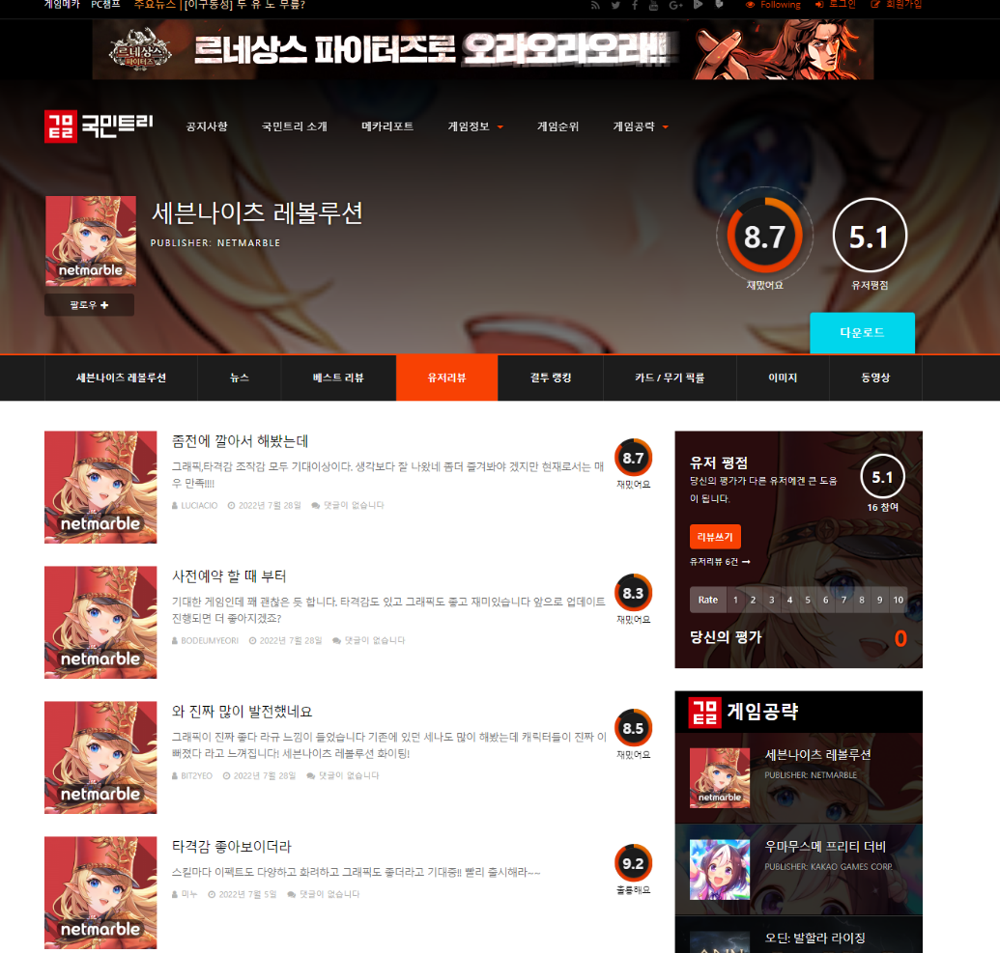 게임메카 PC챔프 주요뉴스 | [이구동성] 두 유 노 무릎?
Following 로그인 회원가입
르네상스 파이터즈
르네상스 파이터즈로 오라오라오래!!
국민트리
공지사항 국민트리 소개 메카리포트 게임정보 게임순위 게임공략
세븐나이츠 레볼루션
PUBLISHER: NETMARBLE
netmarble
팔로우
8.7
재밌어요
5.1
유저평점
다운로드
세븐나이츠 레볼루션 뉴스 베스트 리뷰 유저리뷰 결투 랭킹 카드 / 무기 픽률 이미지 동영상
netmarble
좀전에 깔아서 해봤는데
그래픽,타격감 조작감 모두 기대이상이다. 생각보다 잘 나왔네 좀더 즐겨봐야 겠지만 현재로서는 매
우 만족!!!!
LUCIACIO 2022년 7월 28일 댓글이 없습니다
8.7
재밌어요
netmarble
사전예약 할 때 부터
기대한 게임인데 꽤 괜찮은 듯 합니다. 타격감도 있고 그래픽도 좋고 재미있습니다 앞으로 업데이트
진행되면 더 좋아지겠죠?
BODEUMYEORI 2022년 7월 28일 댓글이 없습니다
8.3
재밌어요
netmarble
와 진짜 많이 발전했네요
그래픽이 진짜 좋다 라규 느낌이 들었습니다 기존에 있던 세나도 많이 해봤는데 캐릭터들이 진짜 이
뻐졌다 라고 느껴집니다! 세븐나이츠 레볼루션 화이팅!
BIT2YEO 2022년 7월 28일 댓글이 없습니다
8.5
재밌어요
netmarble
타격감 좋아보이더라
스킬마다 이펙트도 다양하고 화려하고 그래픽도 좋더라고 기대중!! 빨리 출시해라~~
미누 2022년 7월 5일 댓글이 없습니다
9.2
훌륭해요
유저 평점
당신의 평가가 다른 유저에겐 큰 도움
이 됩니다.
5.1
16 참여
리뷰쓰기
유저리뷰 6건
Rate 1 2 3 4 5 6 7 8 9 10
당신의 평가 0
게임공략
netmarble
세븐나이츠 레볼루션
PUBLISHER: NETMARBLE
우마무스메 프리티 더비
PUBLISHER: KAKAO GAMES CORP.
오딘: 발할라 라이징